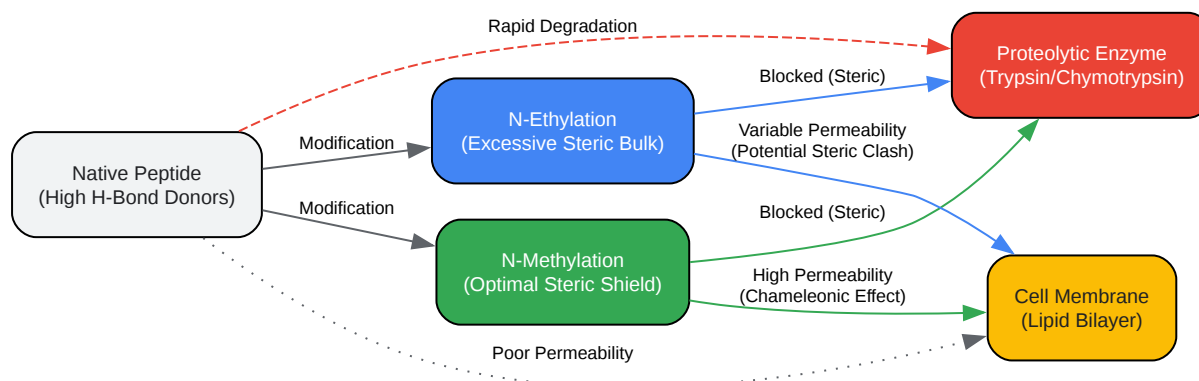 Rapid Degradation
Proteolytic Enzyme
(Trypsin/Chymotrypsin)
Blocked (Steric)
N-Ethylation
(Excessive Steric Bulk)
Variable Permeability
(Potential Steric Clash)
Modification
Native Peptide
(High H-Bond Donors)
Modification
Blocked (Steric)
N-Methylation
(Optimal Steric Shield)
High Permeability
(Chameleonic Effect)
Cell Membrane
(Lipid Bilayer)
Poor Permeability